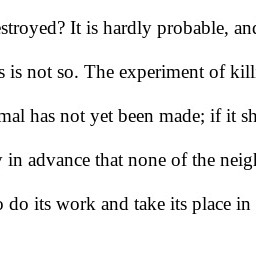 estroyed? It is hardly probable, and
s is not so. The experiment of kill
mal has not yet been made; if it sh
y in advance that none of the neigh
o do its work and take its place in